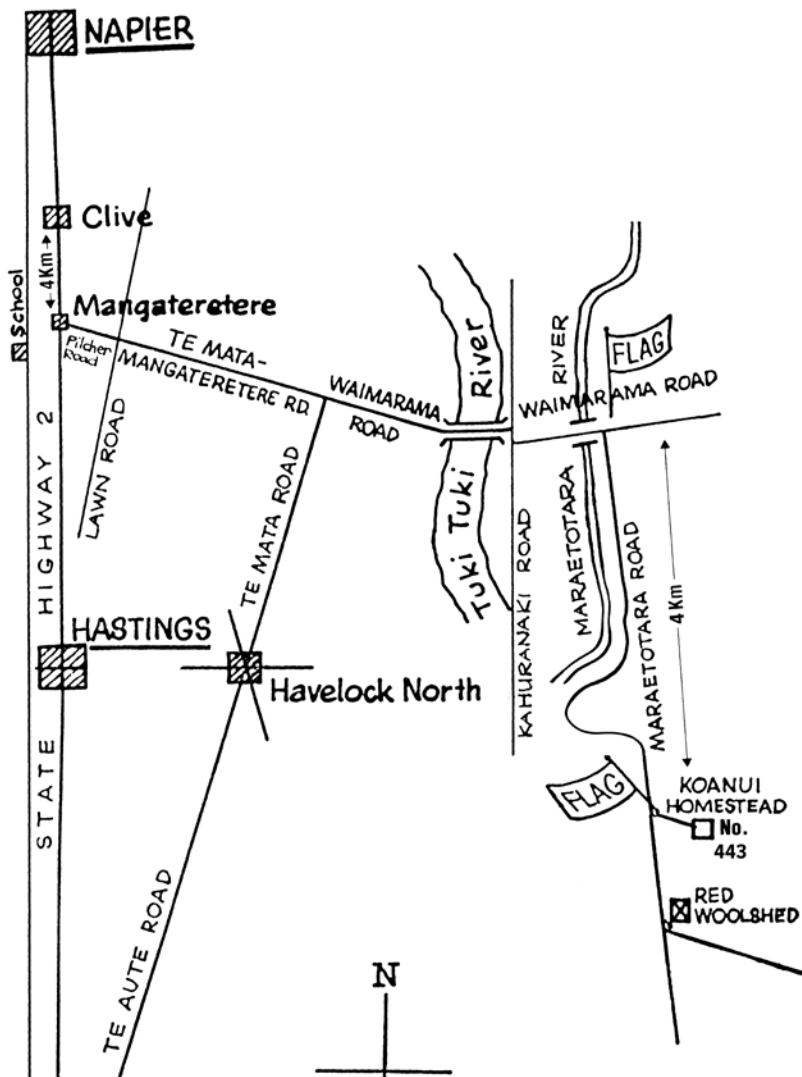 NAPIER
Clive
4Km
School
Mangateretere
Pilcher
Road
TE MATA-
MANGATERETERE RD.
WAIMARAMA
ROAD
River
Tuki Tuki
RIVER
FLAG
WAIMARAMA ROAD
LAWN ROAD
STATE HIGHWAY 2
TE MATA ROAD
KAHURANAKI ROAD
MARAETOTARA
MARAETOTARA ROAD
4Km
HASTINGS
Havelock North
FLAG
KOANUI
HOMESTEAD
No.
443
RED
WOOLSHED
TE AUTE ROAD
N